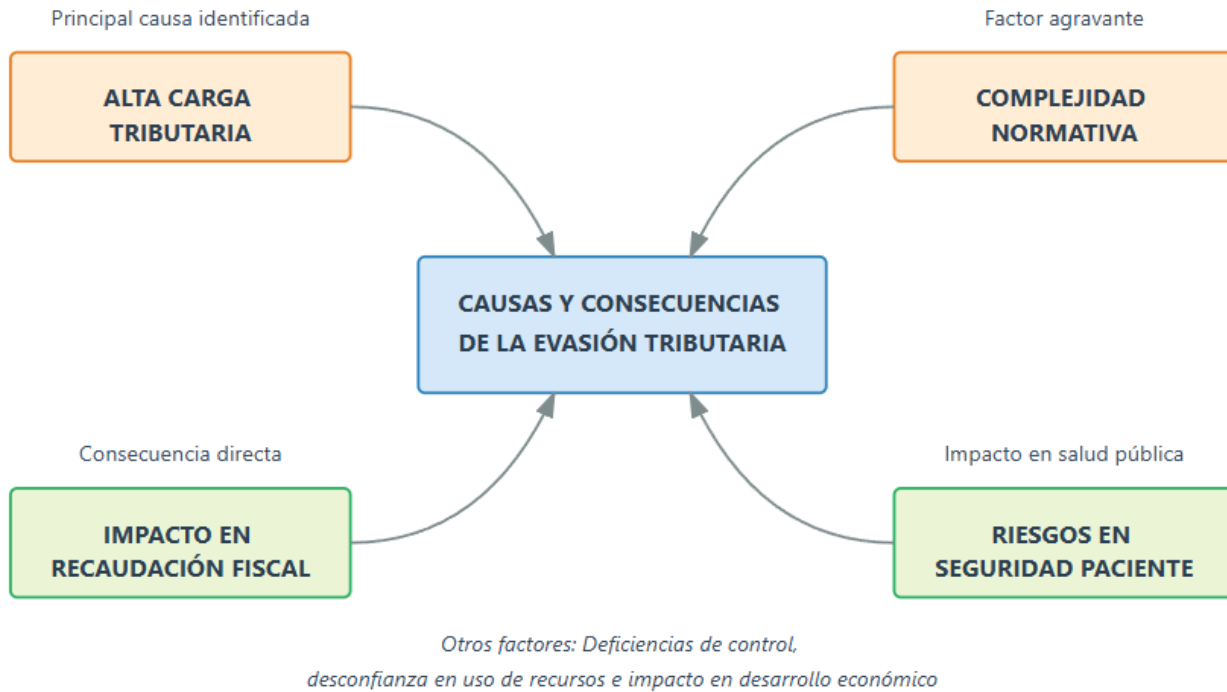 Principal causa identificada
Factor agravante
ALTA CARGA
TRIBUTARIA
COMPLEJIDAD
NORMATIVA
CAUSAS Y CONSECUENCIAS
DE LA EVASIÓN TRIBUTARIA
Consecuencia directa
Impacto en salud pública
IMPACTO EN
RECAUDACIÓN FISCAL
RIESGOS EN
SEGURIDAD PACIENTE
Otros factores: Deficiencias de control,
desconfianza en uso de recursos e impacto en desarrollo económico